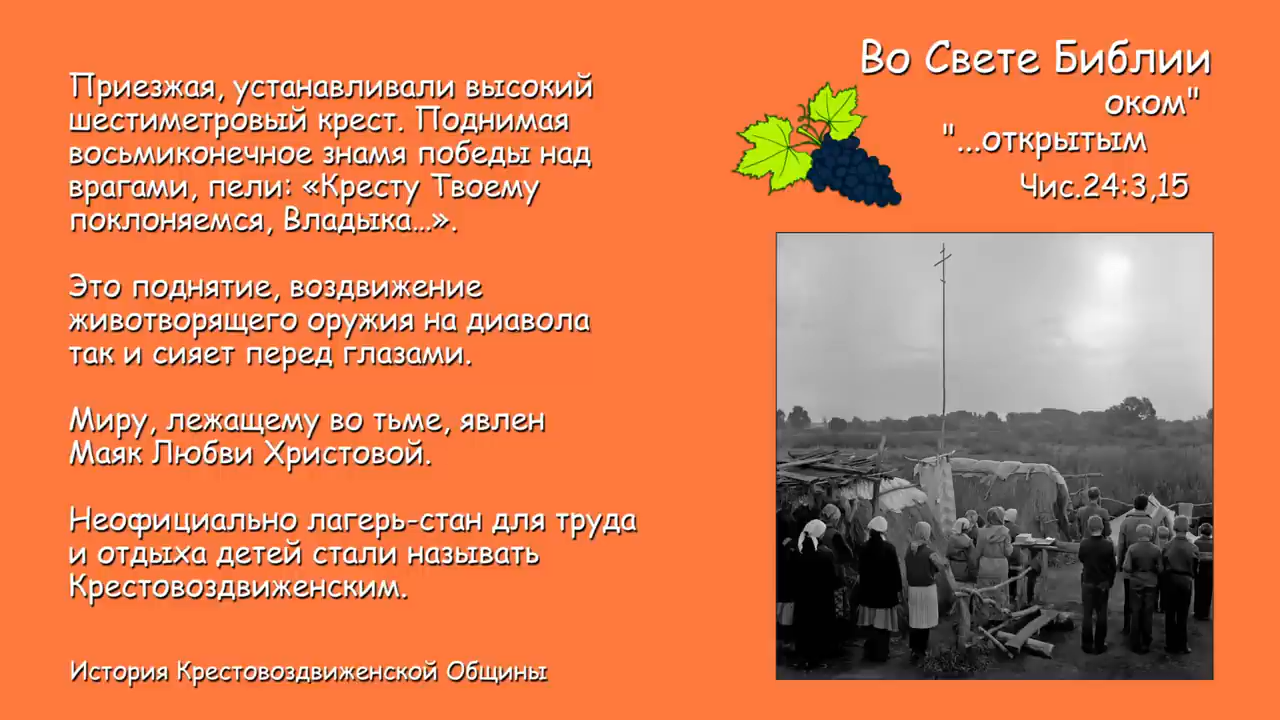 Приезжая, устанавливали высокий
шестиметровый крест. Поднимая
восьмиконечное знамя победы над
врагами, пели: «Кресту Твоему
поклоняемся, Владыка…».
Это поднятие, воздвижение
животворящего оружия на диавола
так и сияет перед глазами.
Миру, лежащему во тьме, явлен
Маяк Любви Христовой.
Неофициально лагерь-стан для труда
и отдыха детей стали называть
Крестовоздвиженским.
История Крестовоздвиженской Общины
Во Свете Библии
оком"
"...открытым
Чис.24:3,15